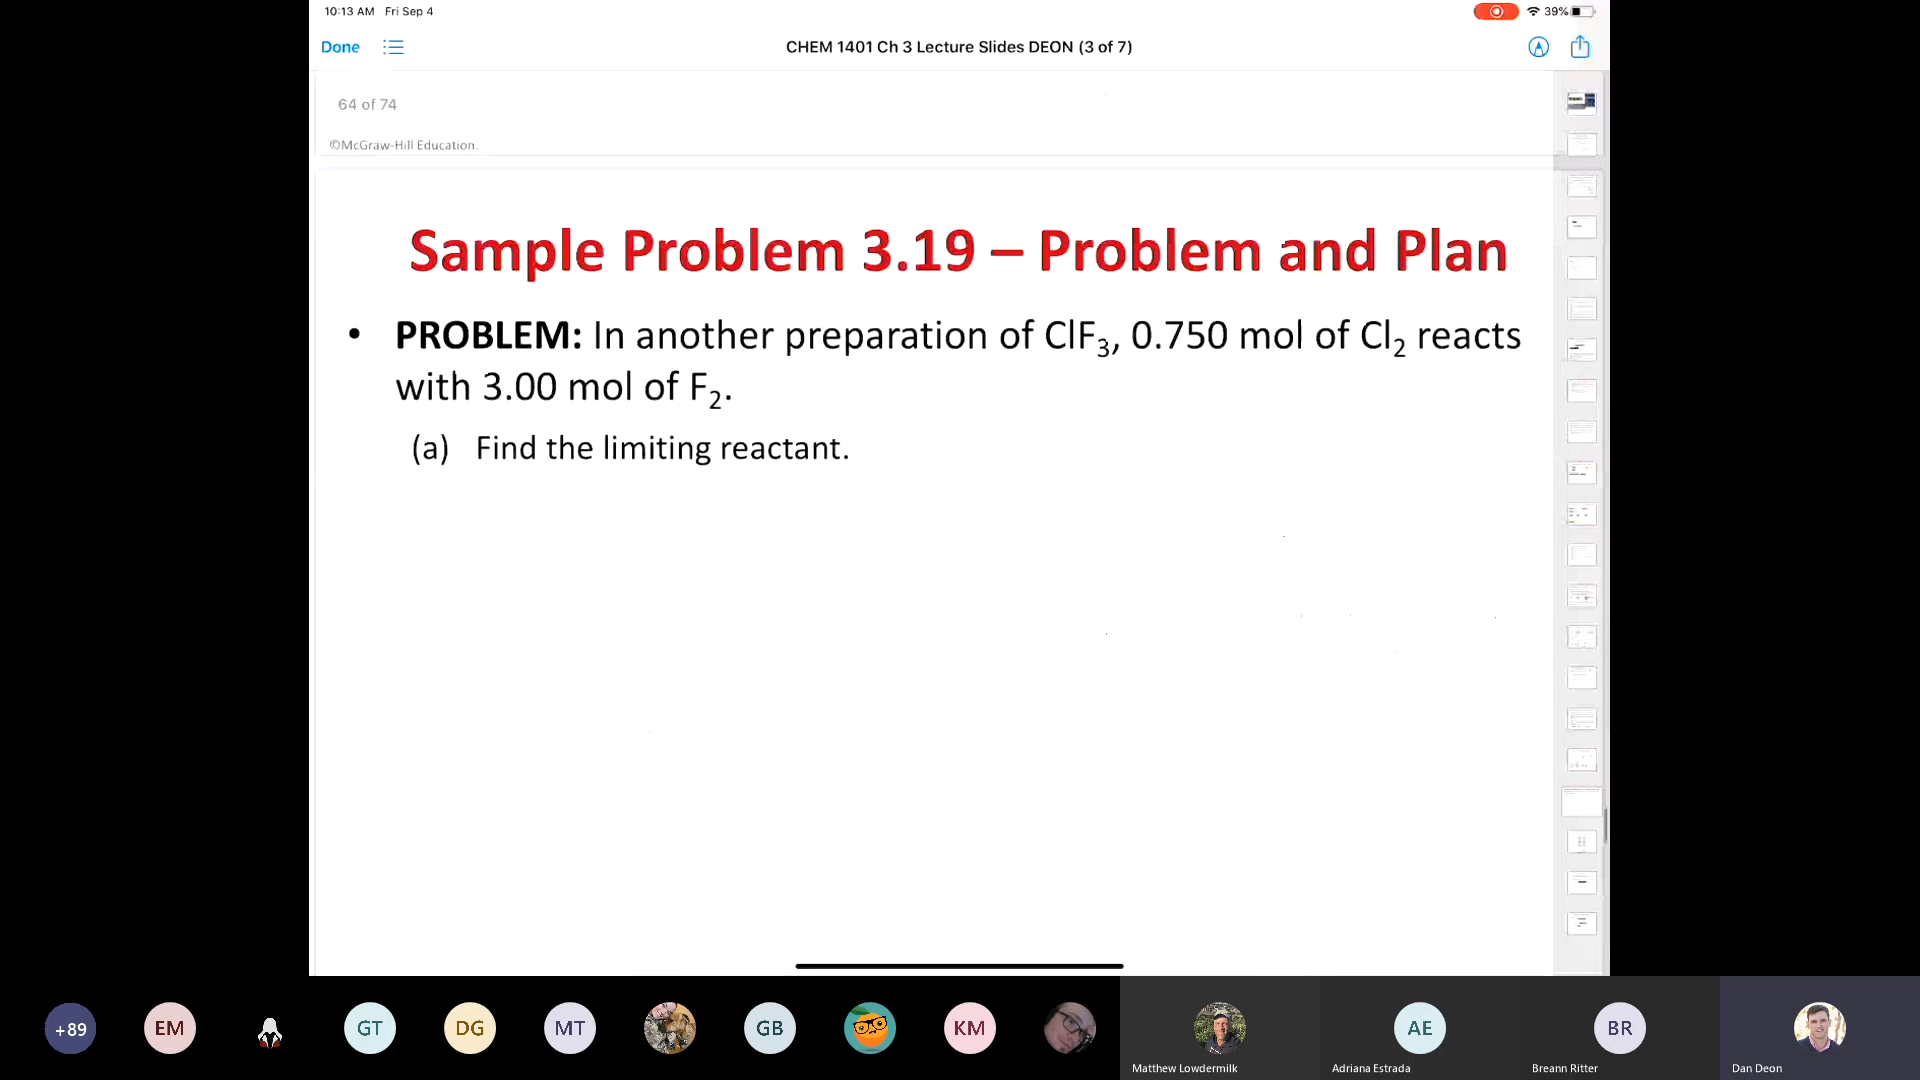 10:13 AM Fri Sep 4
39%
Done
CHEM 1401 Ch 3 Lecture Slides DEON (3 of 7)
64 of 74
©McGraw-Hill Education.
Sample Problem 3.19 – Problem and Plan
• PROBLEM: In another preparation of ClF₃, 0.750 mol of Cl₂ reacts
with 3.00 mol of F₂.
(a) Find the limiting reactant.
+89
EM
GT
DG
MT
GB
KM
AE
BR
Matthew Lowdermilk
Adriana Estrada
Breann Ritter
Dan Deon